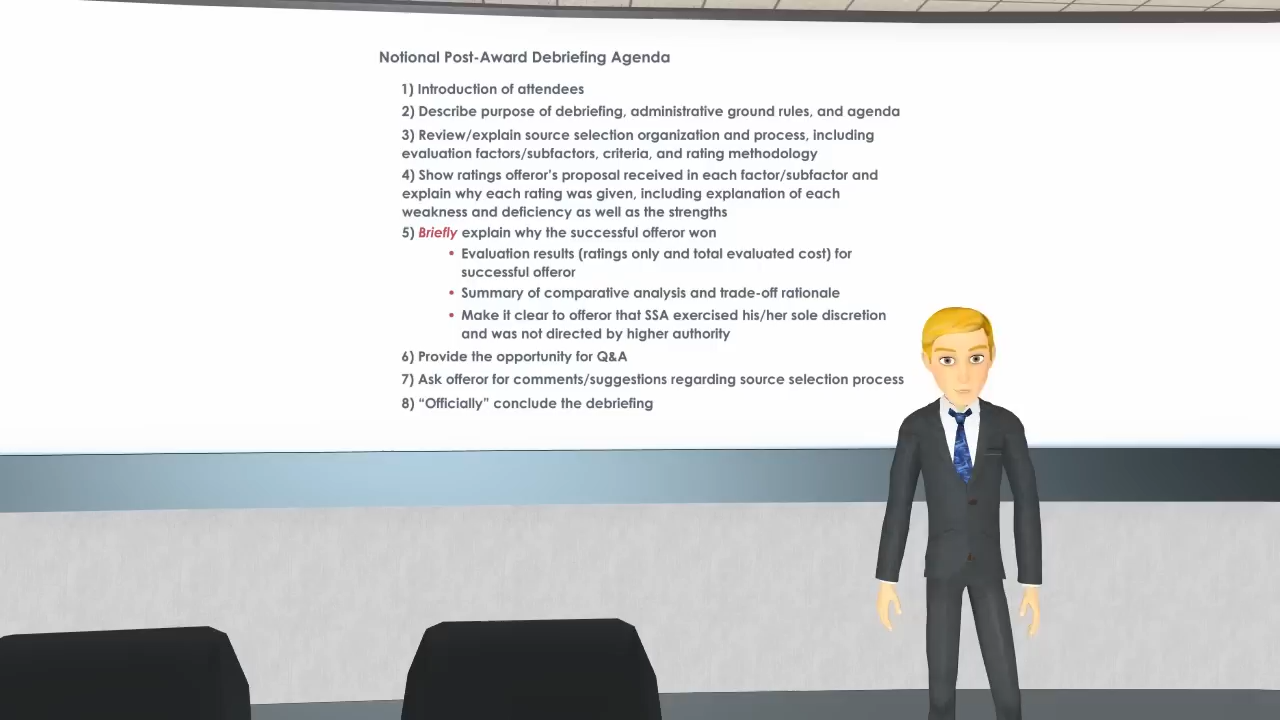 Notional Post-Award Debriefing Agenda
1) Introduction of attendees
2) Describe purpose of debriefing, administrative ground rules, and agenda
3) Review/explain source selection organization and process, including
evaluation factors/subfactors, criteria, and rating methodology
4) Show ratings offeror's proposal received in each factor/subfactor and
explain why each rating was given, including explanation of each
weakness and deficiency as well as the strengths
5) Briefly explain why the successful offeror won
• Evaluation results (ratings only and total evaluated cost) for
successful offeror
• Summary of comparative analysis and trade-off rationale
• Make it clear to offeror that SSA exercised his/her sole discretion
and was not directed by higher authority
6) Provide the opportunity for Q&A
7) Ask offeror for comments/suggestions regarding source selection process
8) “Officially” conclude the debriefing